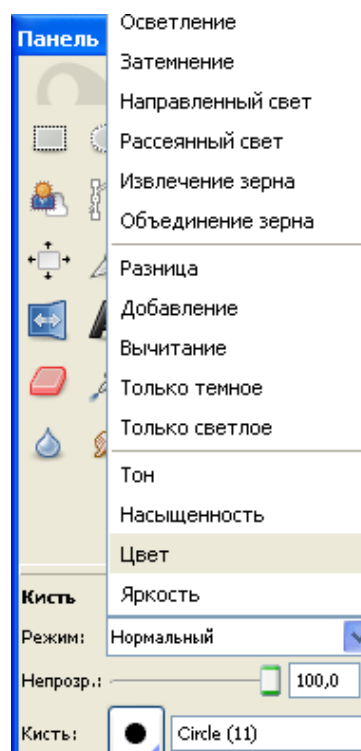 Панель
Осветление
Затемнение
Направленный свет
Рассеянный свет
Извлечение зерна
Объединение зерна
Разница
Добавление
Вычитание
Только темное
Только светлое
Тон
Насыщенность
Цвет
Яркость
Кисть
Режим: Нормальный
Непрозр.: 100,0
Кисть: Circle (11)